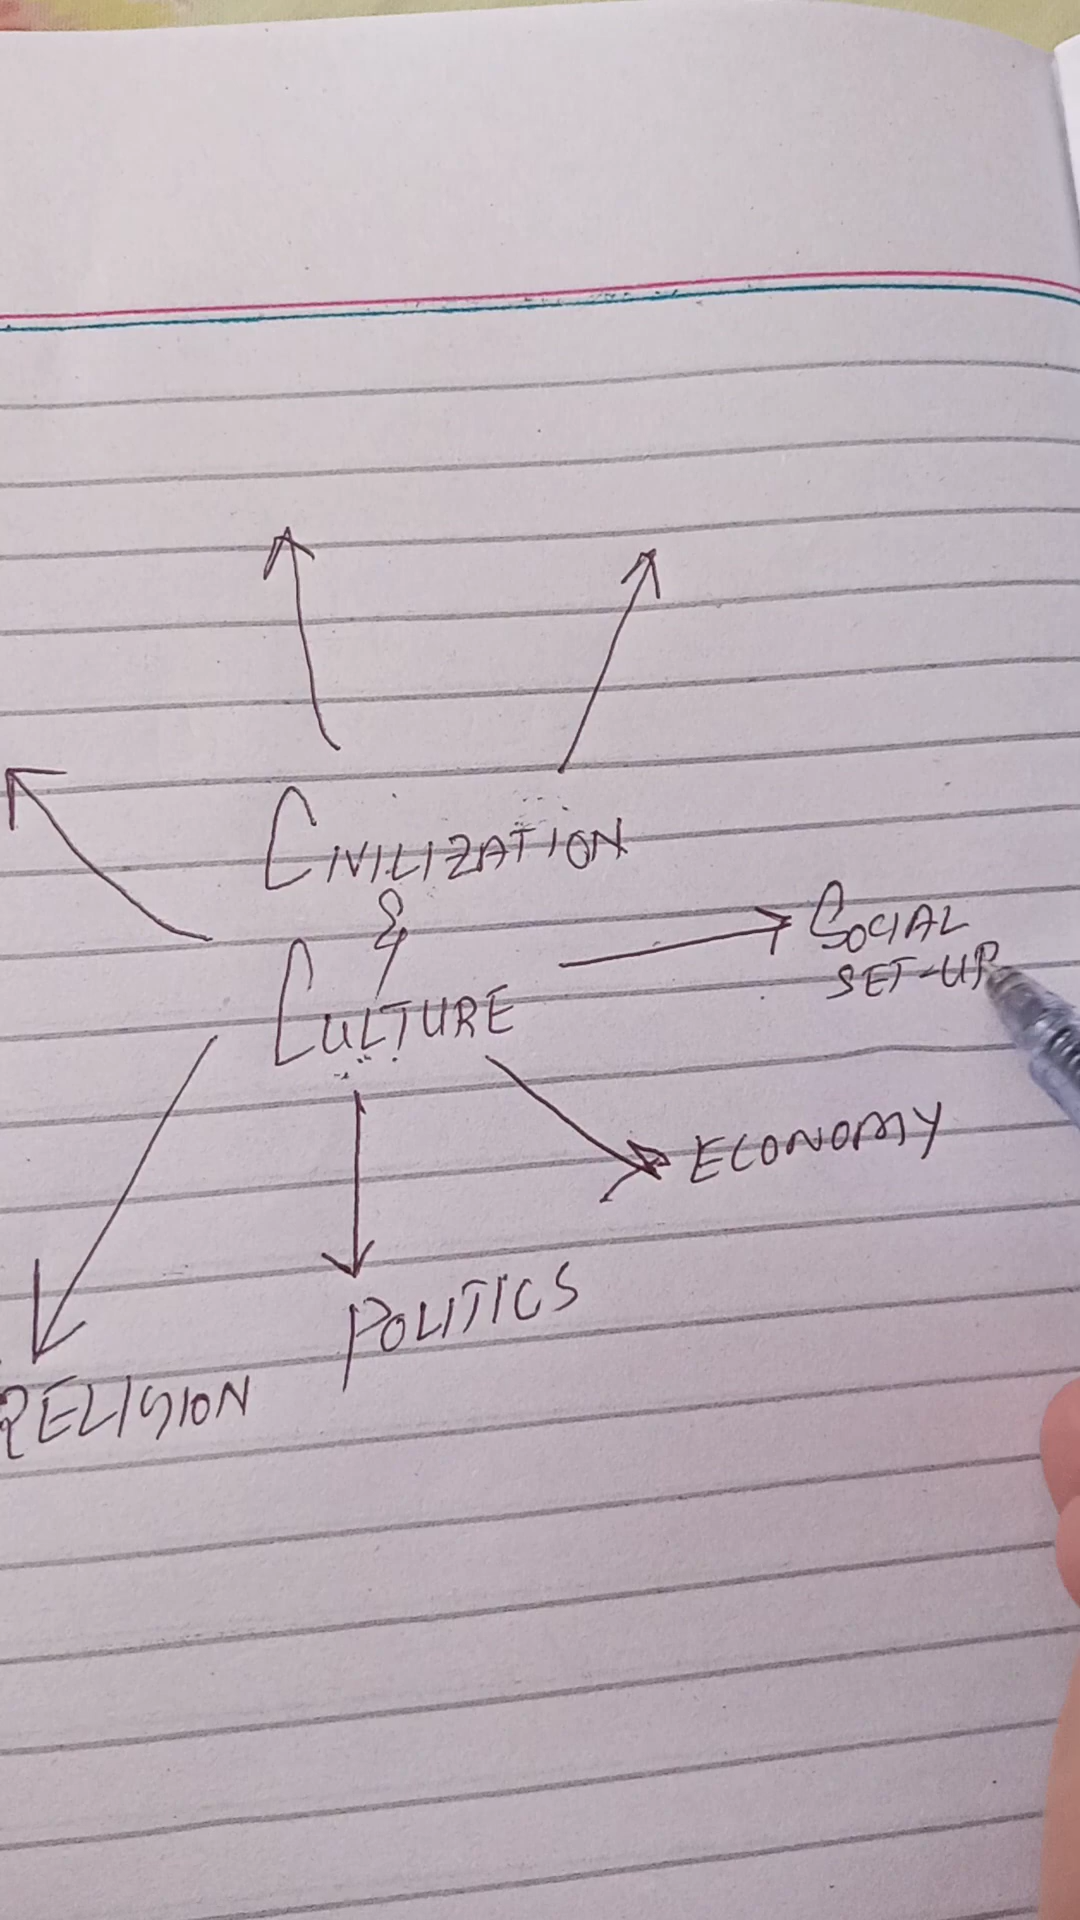 CIVILIZATION
&
CULTURE
SOCIAL
SET-UP
ECONOMY
POLITICS
RELIGION